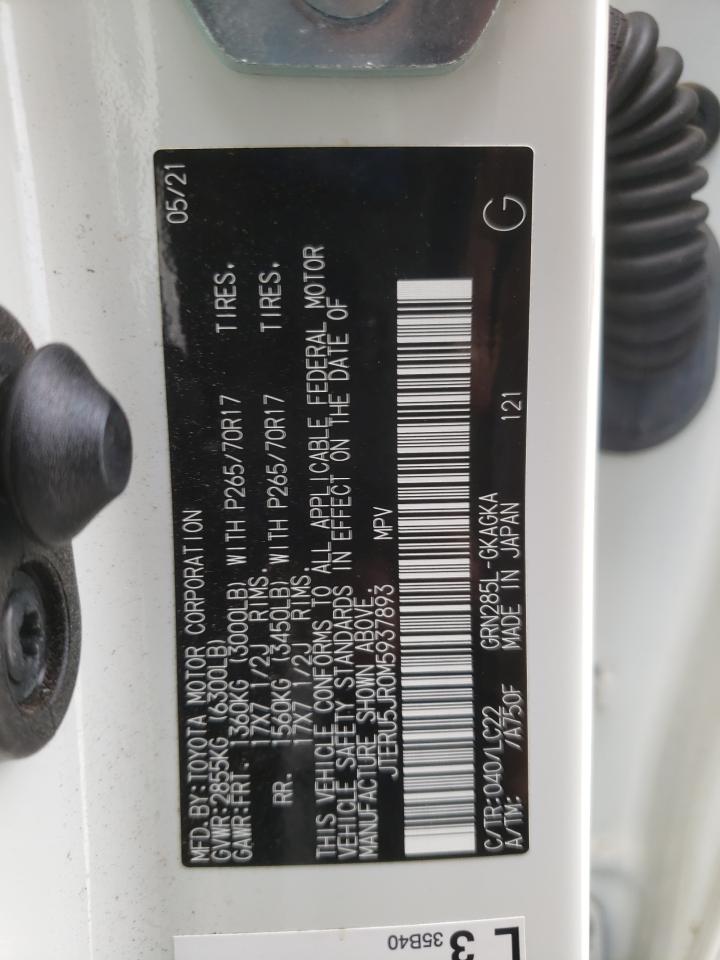 MFD.BY:TOYOTA MOTOR CORPORATION 05/21
GVWR:2855KG (6300LB)
GAWR:FRT. 1360KG (3000LB) WITH P265/70R17 TIRES.
17X7 1/2J RIMS.
RR. 1560KG (3450LB) WITH P265/70R17 TIRES.
17X7 1/2J RIMS.
THIS VEHICLE CONFORMS TO ALL APPLICABLE FEDERAL MOTOR
VEHICLE SAFETY STANDARDS IN EFFECT ON THE DATE OF
MANUFACTURE SHOWN ABOVE.
JTERU5JR0M5937893 MPV
C/TR:040/LC22 GRN285L-GKAGKA
A/TM: /A750F MADE IN JAPAN 121 G
L3
35B40